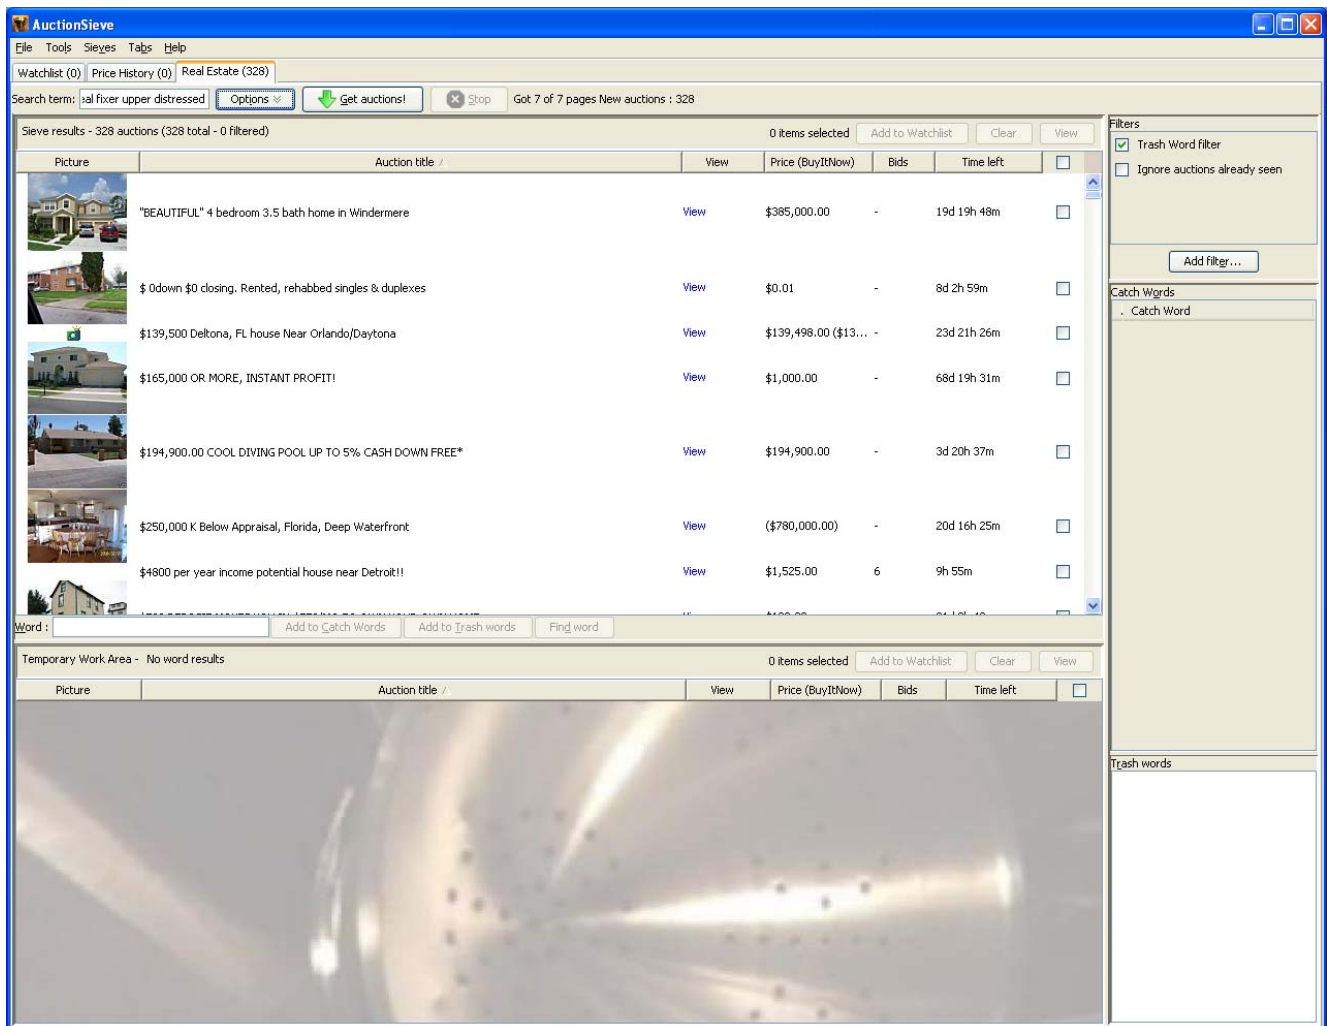 AuctionSieve
File Tools Sieves Tabs Help
Watchlist (0) Price History (0) Real Estate (328)
Search term: al fixer upper distressed Options Get auctions! Stop Got 7 of 7 pages New auctions : 328
Sieve results - 328 auctions (328 total - 0 filtered) 0 items selected Add to Watchlist Clear View
Picture Auction title View Price (BuyItNow) Bids Time left
"BEAUTIFUL" 4 bedroom 3.5 bath home in Windermere View $385,000.00 - 19d 19h 48m
$ 0down $0 closing. Rented, rehabbed singles & duplexes View $0.01 - 8d 2h 59m
$139,500 Deltona, FL house Near Orlando/Daytona View $139,498.00 ($13... - 23d 21h 26m
$165,000 OR MORE, INSTANT PROFIT! View $1,000.00 - 68d 19h 31m
$194,900.00 COOL DIVING POOL UP TO 5% CASH DOWN FREE* View $194,900.00 - 3d 20h 37m
$250,000 K Below Appraisal, Florida, Deep Waterfront View ($780,000.00) - 20d 16h 25m
$4800 per year income potential house near Detroit!! View $1,525.00 6 9h 55m
Word : Add to Catch Words Add to Trash words Find word
Temporary Work Area - No word results 0 items selected Add to Watchlist Clear View
Picture Auction title View Price (BuyItNow) Bids Time left
Filters
Trash Word filter
Ignore auctions already seen
Add filter...
Catch Words
. Catch Word
Trash words